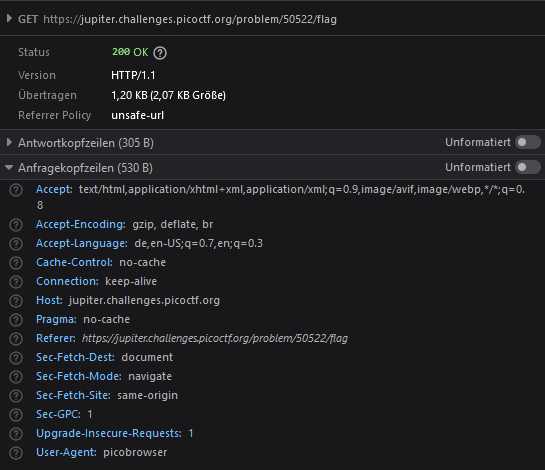 GET https://jupiter.challenges.picoctf.org/problem/50522/flag
Status 200 OK ?
Version HTTP/1.1
Übertragen 1,20 KB (2,07 KB Größe)
Referrer Policy unsafe-url
Antwortkopfzeilen (305 B) Unformatiert
Anfragekopfzeilen (530 B) Unformatiert
? Accept: text/html,application/xhtml+xml,application/xml;q=0.9,image/avif,image/webp,*/*;q=0.
8
? Accept-Encoding: gzip, deflate, br
? Accept-Language: de,en-US;q=0.7,en;q=0.3
? Cache-Control: no-cache
? Connection: keep-alive
? Host: jupiter.challenges.picoctf.org
? Pragma: no-cache
? Referer: https://jupiter.challenges.picoctf.org/problem/50522/flag
? Sec-Fetch-Dest: document
? Sec-Fetch-Mode: navigate
? Sec-Fetch-Site: same-origin
? Sec-GPC: 1
? Upgrade-Insecure-Requests: 1
? User-Agent: picobrowser